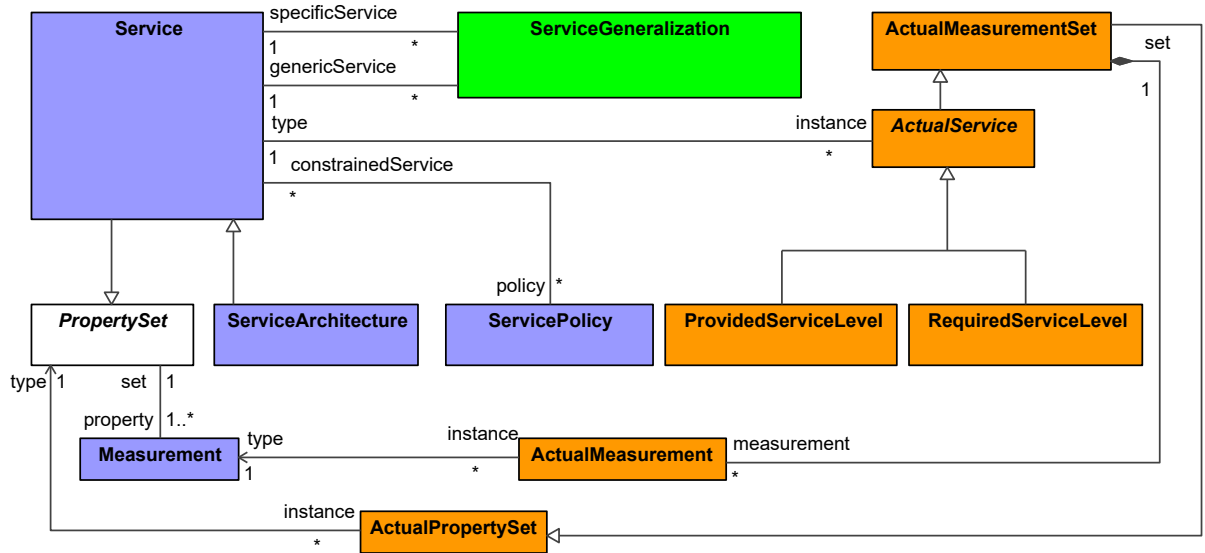 specificService
Service
ServiceGeneralization
ActualMeasurementSet
set
1
*
genericService
1
1
*
type
instance
ActualService
1
*
constrainedService
*
policy
*
PropertySet
ServiceArchitecture
ServicePolicy
ProvidedServiceLevel
RequiredServiceLevel
type
1
set
1
property
1..*
type
instance
measurement
Measurement
ActualMeasurement
1
*
*
instance
ActualPropertySet
*